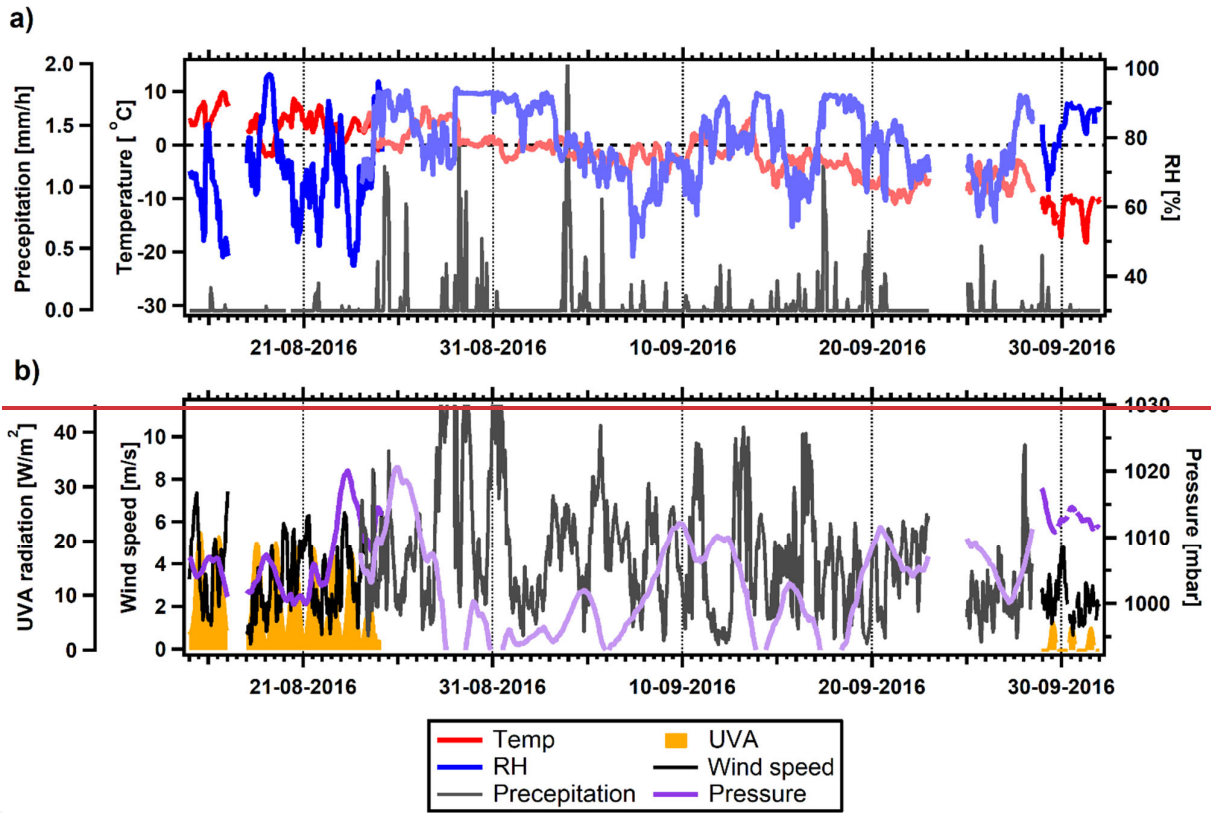 a)
Precepitation [mm/h]
2.0
1.5
1.0
0.5
0.0
Temperature [ °C]
10
0
-10
-20
-30
100
80
60
40
RH [%]
21-08-2016
31-08-2016
10-09-2016
20-09-2016
30-09-2016
b)
UVA radiation [W/m2]
40
30
20
10
0
Wind speed [m/s]
10
8
6
4
2
0
1030
1020
1010
1000
Pressure [mbar]
21-08-2016
31-08-2016
10-09-2016
20-09-2016
30-09-2016
Temp
UVA
RH
Wind speed
Precepitation
Pressure